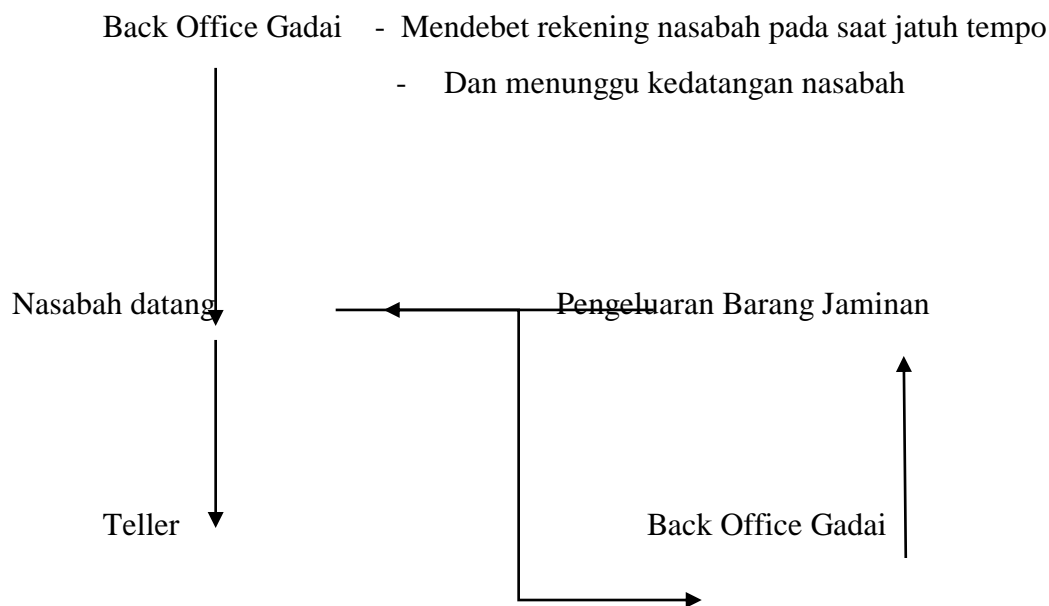 Back Office Gadai - Mendebet rekening nasabah pada saat jatuh tempo
- Dan menunggu kedatangan nasabah
Nasabah datang Pengeluaran Barang Jaminan
Teller Back Office Gadai